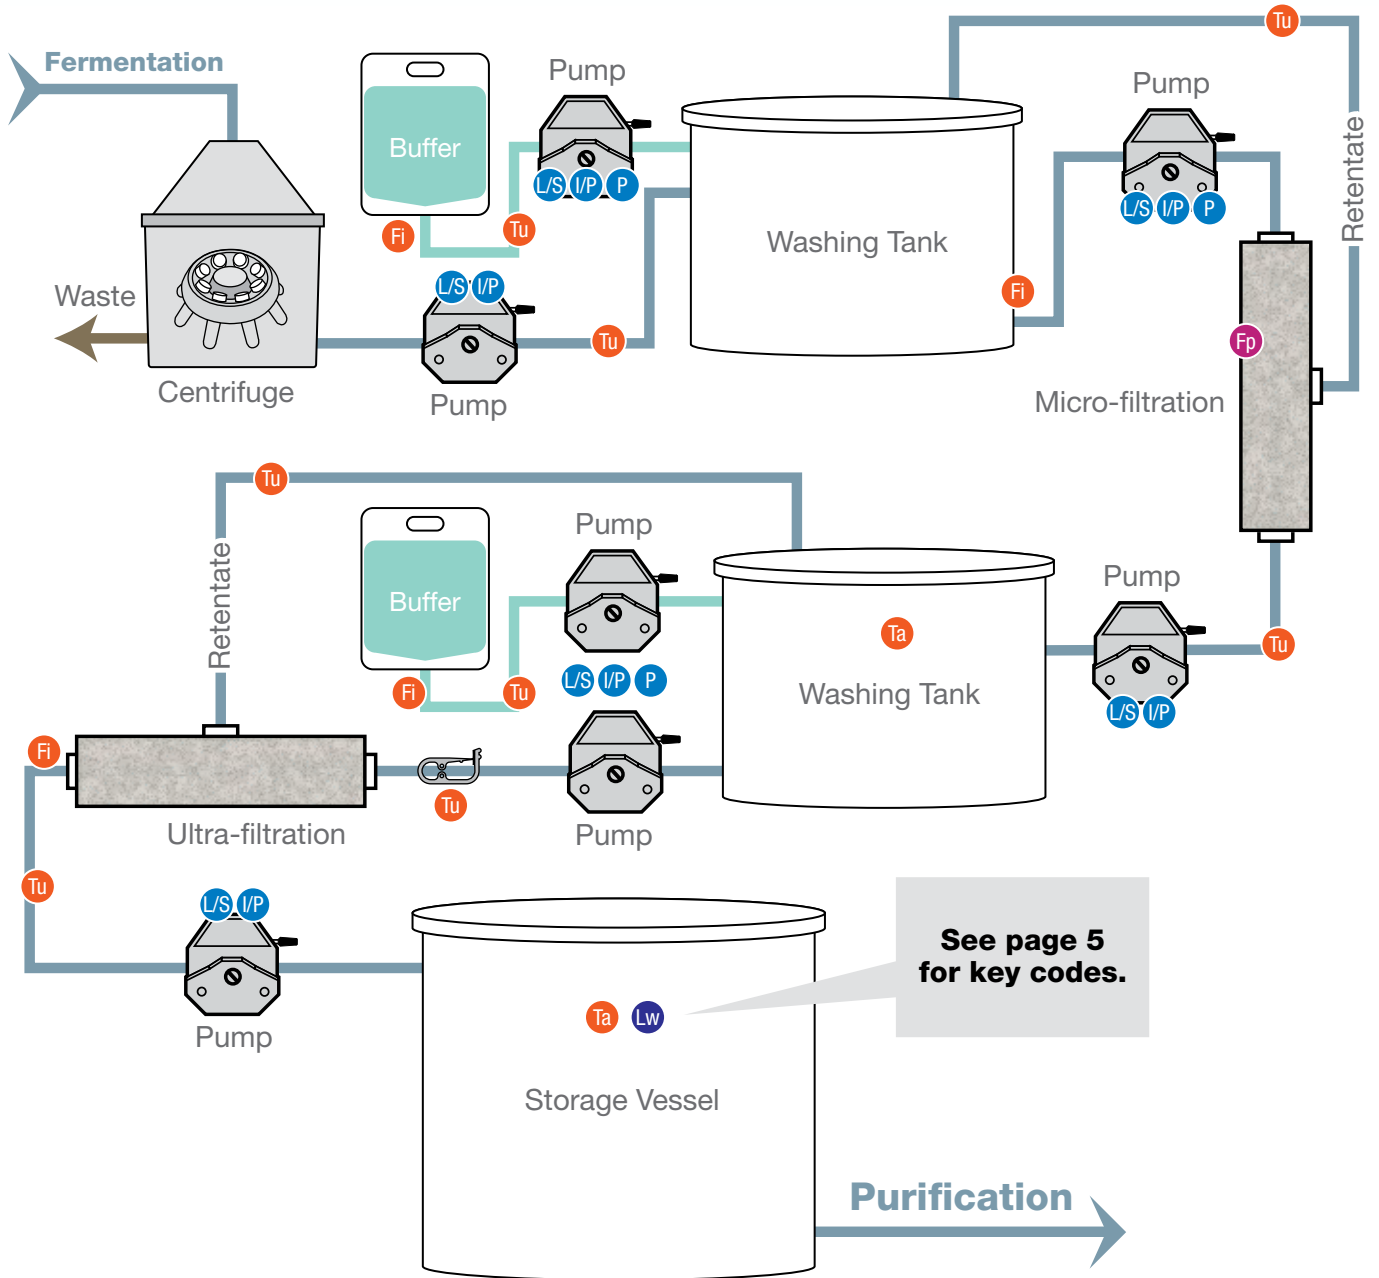 Fermentation
Pump
Buffer
L/S I/P P
Fi
Tu
Washing Tank
Tu
Pump
L/S I/P P
Retentate
Waste
Centrifuge
L/S I/P
Pump
Tu
Fi
Fp
Micro-filtration
Tu
Retentate
Buffer
Fi
Tu
Pump
L/S I/P P
Ta
Washing Tank
Pump
L/S I/P
Tu
Fi
Ultra-filtration
Tu
Pump
Tu
L/S I/P
Pump
See page 5
for key codes.
Ta Lw
Storage Vessel
Purification